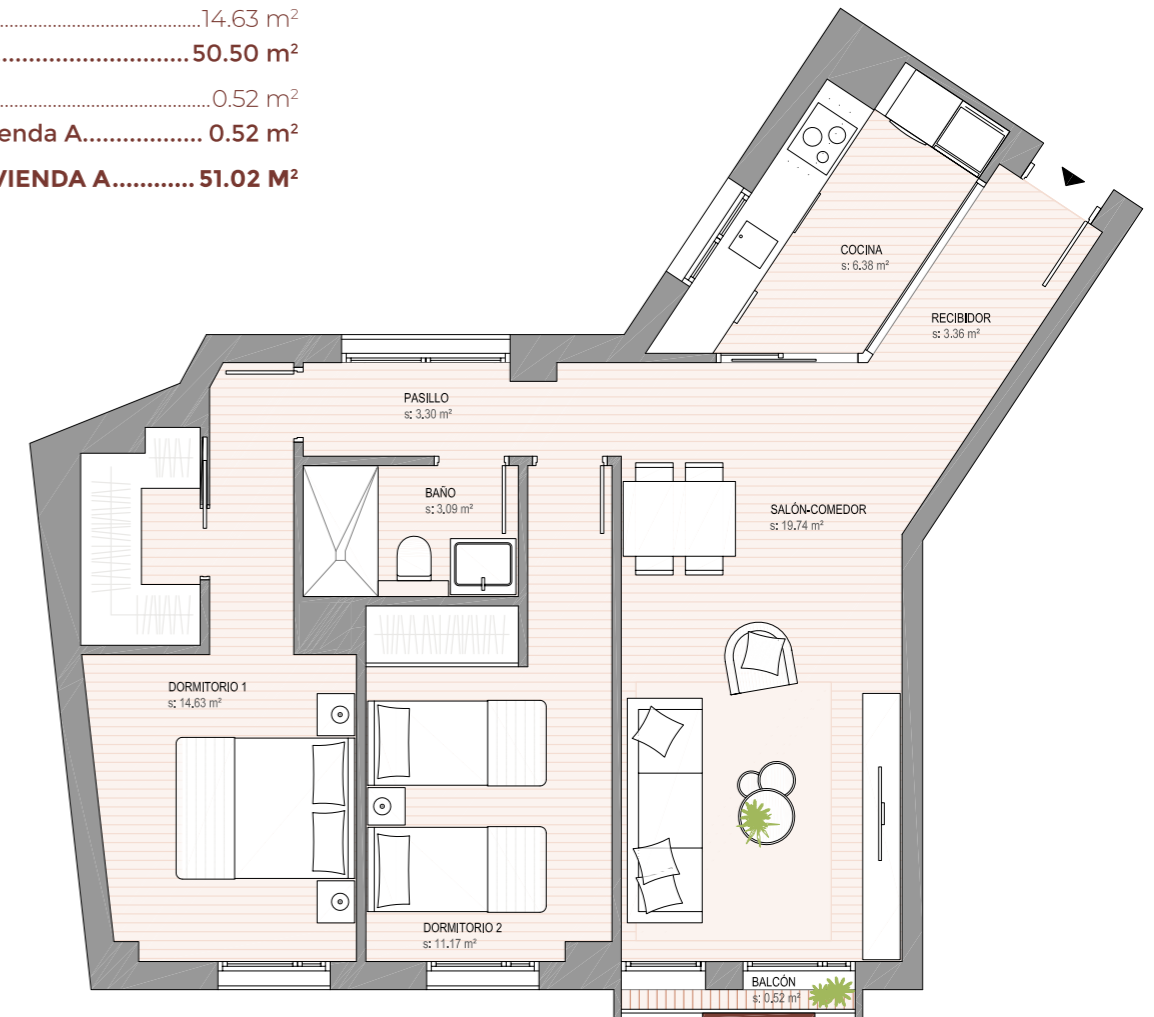 ..............................................14.63 m²
............................ 50.50 m²
................................................0.52 m²
enda A.................. 0.52 m²
VIENDA A............ 51.02 M²
COCINA
s: 6.38 m²
RECIBIDOR
s: 3.36 m²
PASILLO
s: 3.30 m²
BAÑO
s: 3.09 m²
SALÓN-COMEDOR
s: 19.74 m²
DORMITORIO 1
s: 14.63 m²
DORMITORIO 2
s: 11.17 m²
BALCÓN
s: 0.52 m²